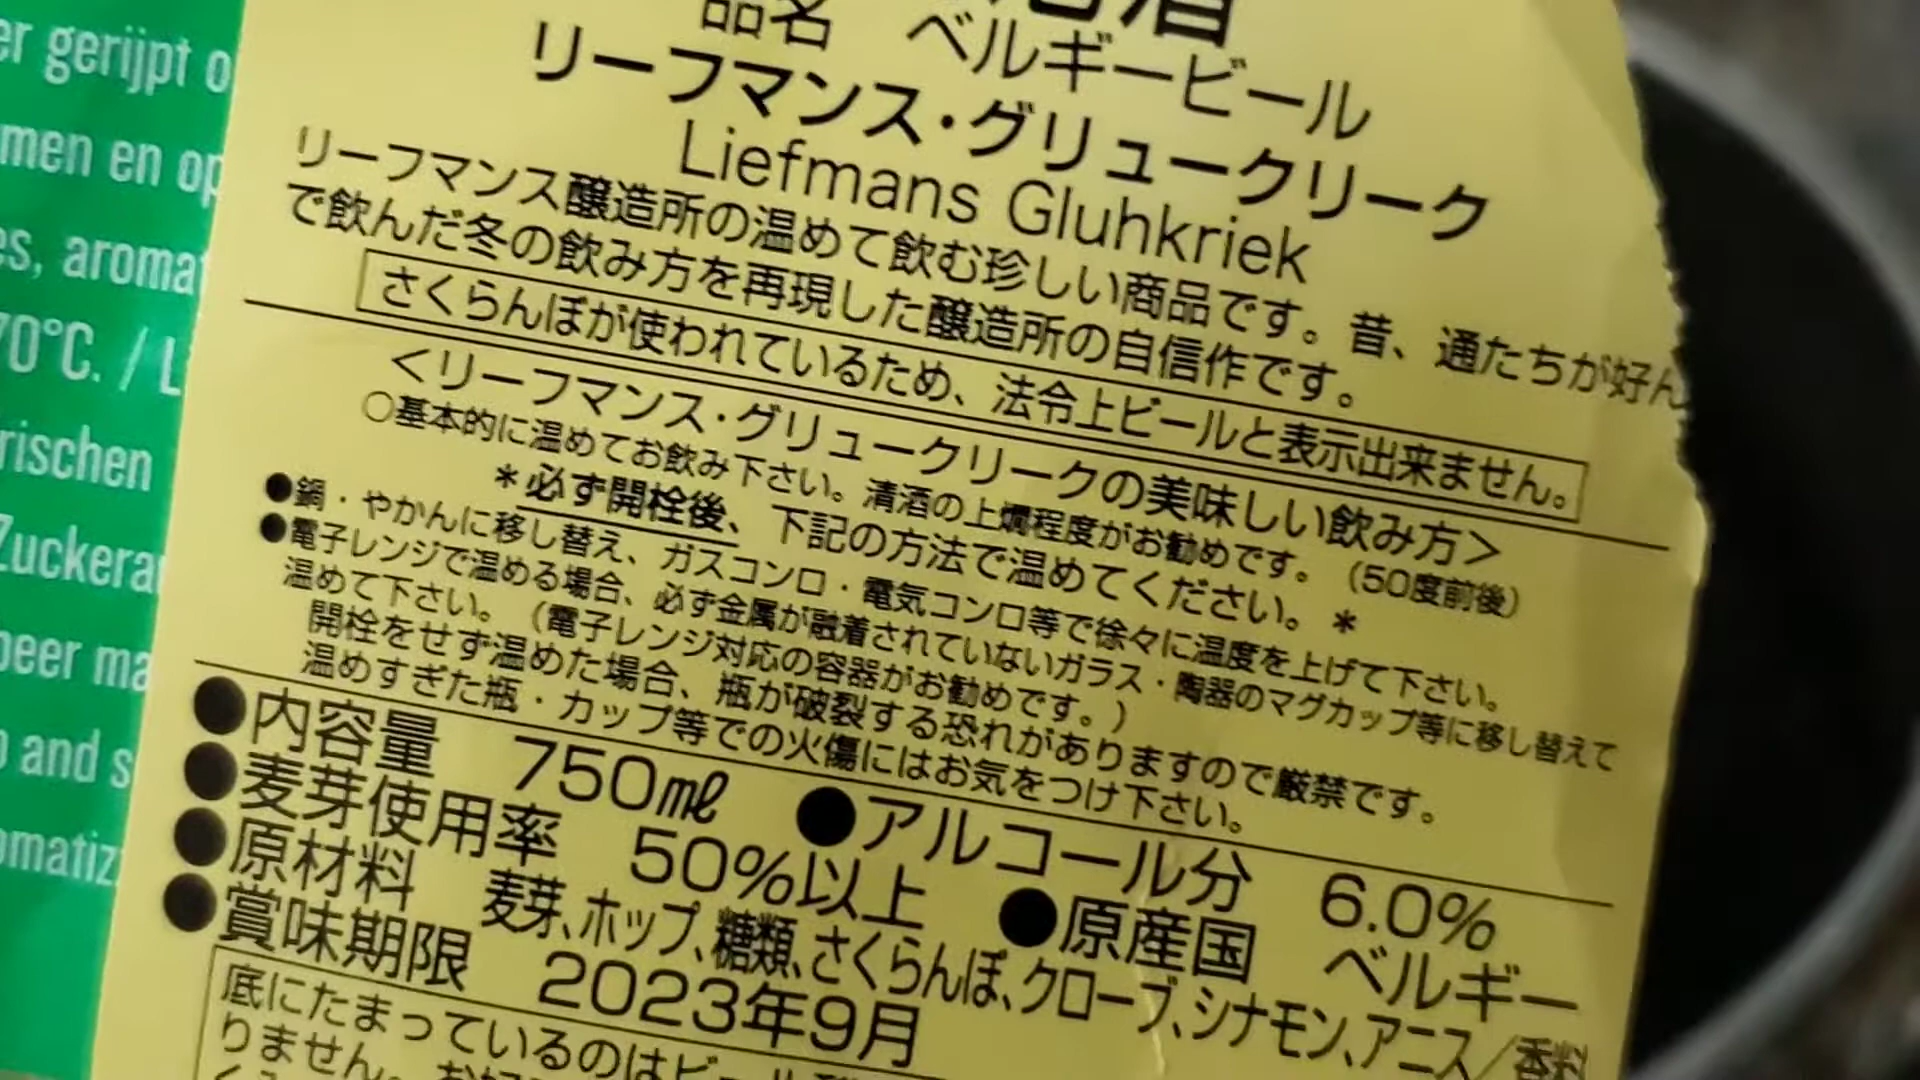 er gerijpt o
men en op
es, aromat
70°C. / L
rischen
Zuckerar
beer ma
and s
omatiz
品名 ベルギービール
リーフマンス・グリュークリーク
Liefmans Gluhkriek
リーフマンス醸造所の温めて飲む珍しい商品です。昔、通たちが好ん
で飲んだ冬の飲み方を再現した醸造所の自信作です。
さくらんぼが使われているため、法令上ビールと表示出来ません。
<リーフマンス・グリュークリークの美味しい飲み方>
○基本的に温めてお飲み下さい。清酒の上燗程度がお勧めです。(50度前後)
*必ず開栓後、下記の方法で温めてください。*
●鍋・やかんに移し替え、ガスコンロ・電気コンロ等で徐々に温度を上げて下さい。
●電子レンジで温める場合、必ず金属が融着されていないガラス・陶器のマグカップ等に移し替えて
温めて下さい。(電子レンジ対応の容器がお勧めです。)
開栓をせず温めた場合、瓶が破裂する恐れがありますので厳禁です。
温めすぎた瓶・カップ等での火傷にはお気をつけ下さい。
●内容量 750㎖ ●アルコール分 6.0%
●麦芽使用率 50%以上 ●原産国 ベルギー
●原材料 麦芽、ホップ、糖類、さくらんぼ、クローブ、シナモン、アニス/香料
●賞味期限 2023年9月
底にたまっているのはビール
りません。お好